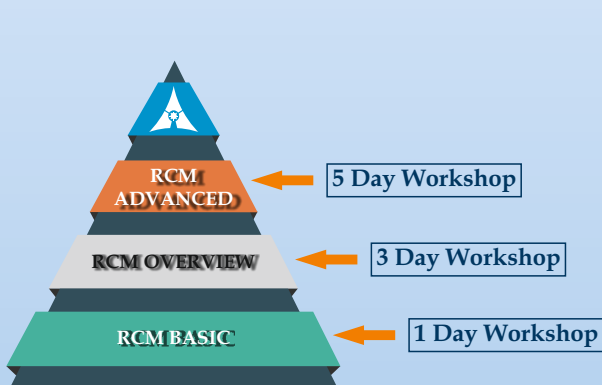 RCM
ADVANCED
5 Day Workshop
RCM OVERVIEW
3 Day Workshop
RCM BASIC
1 Day Workshop